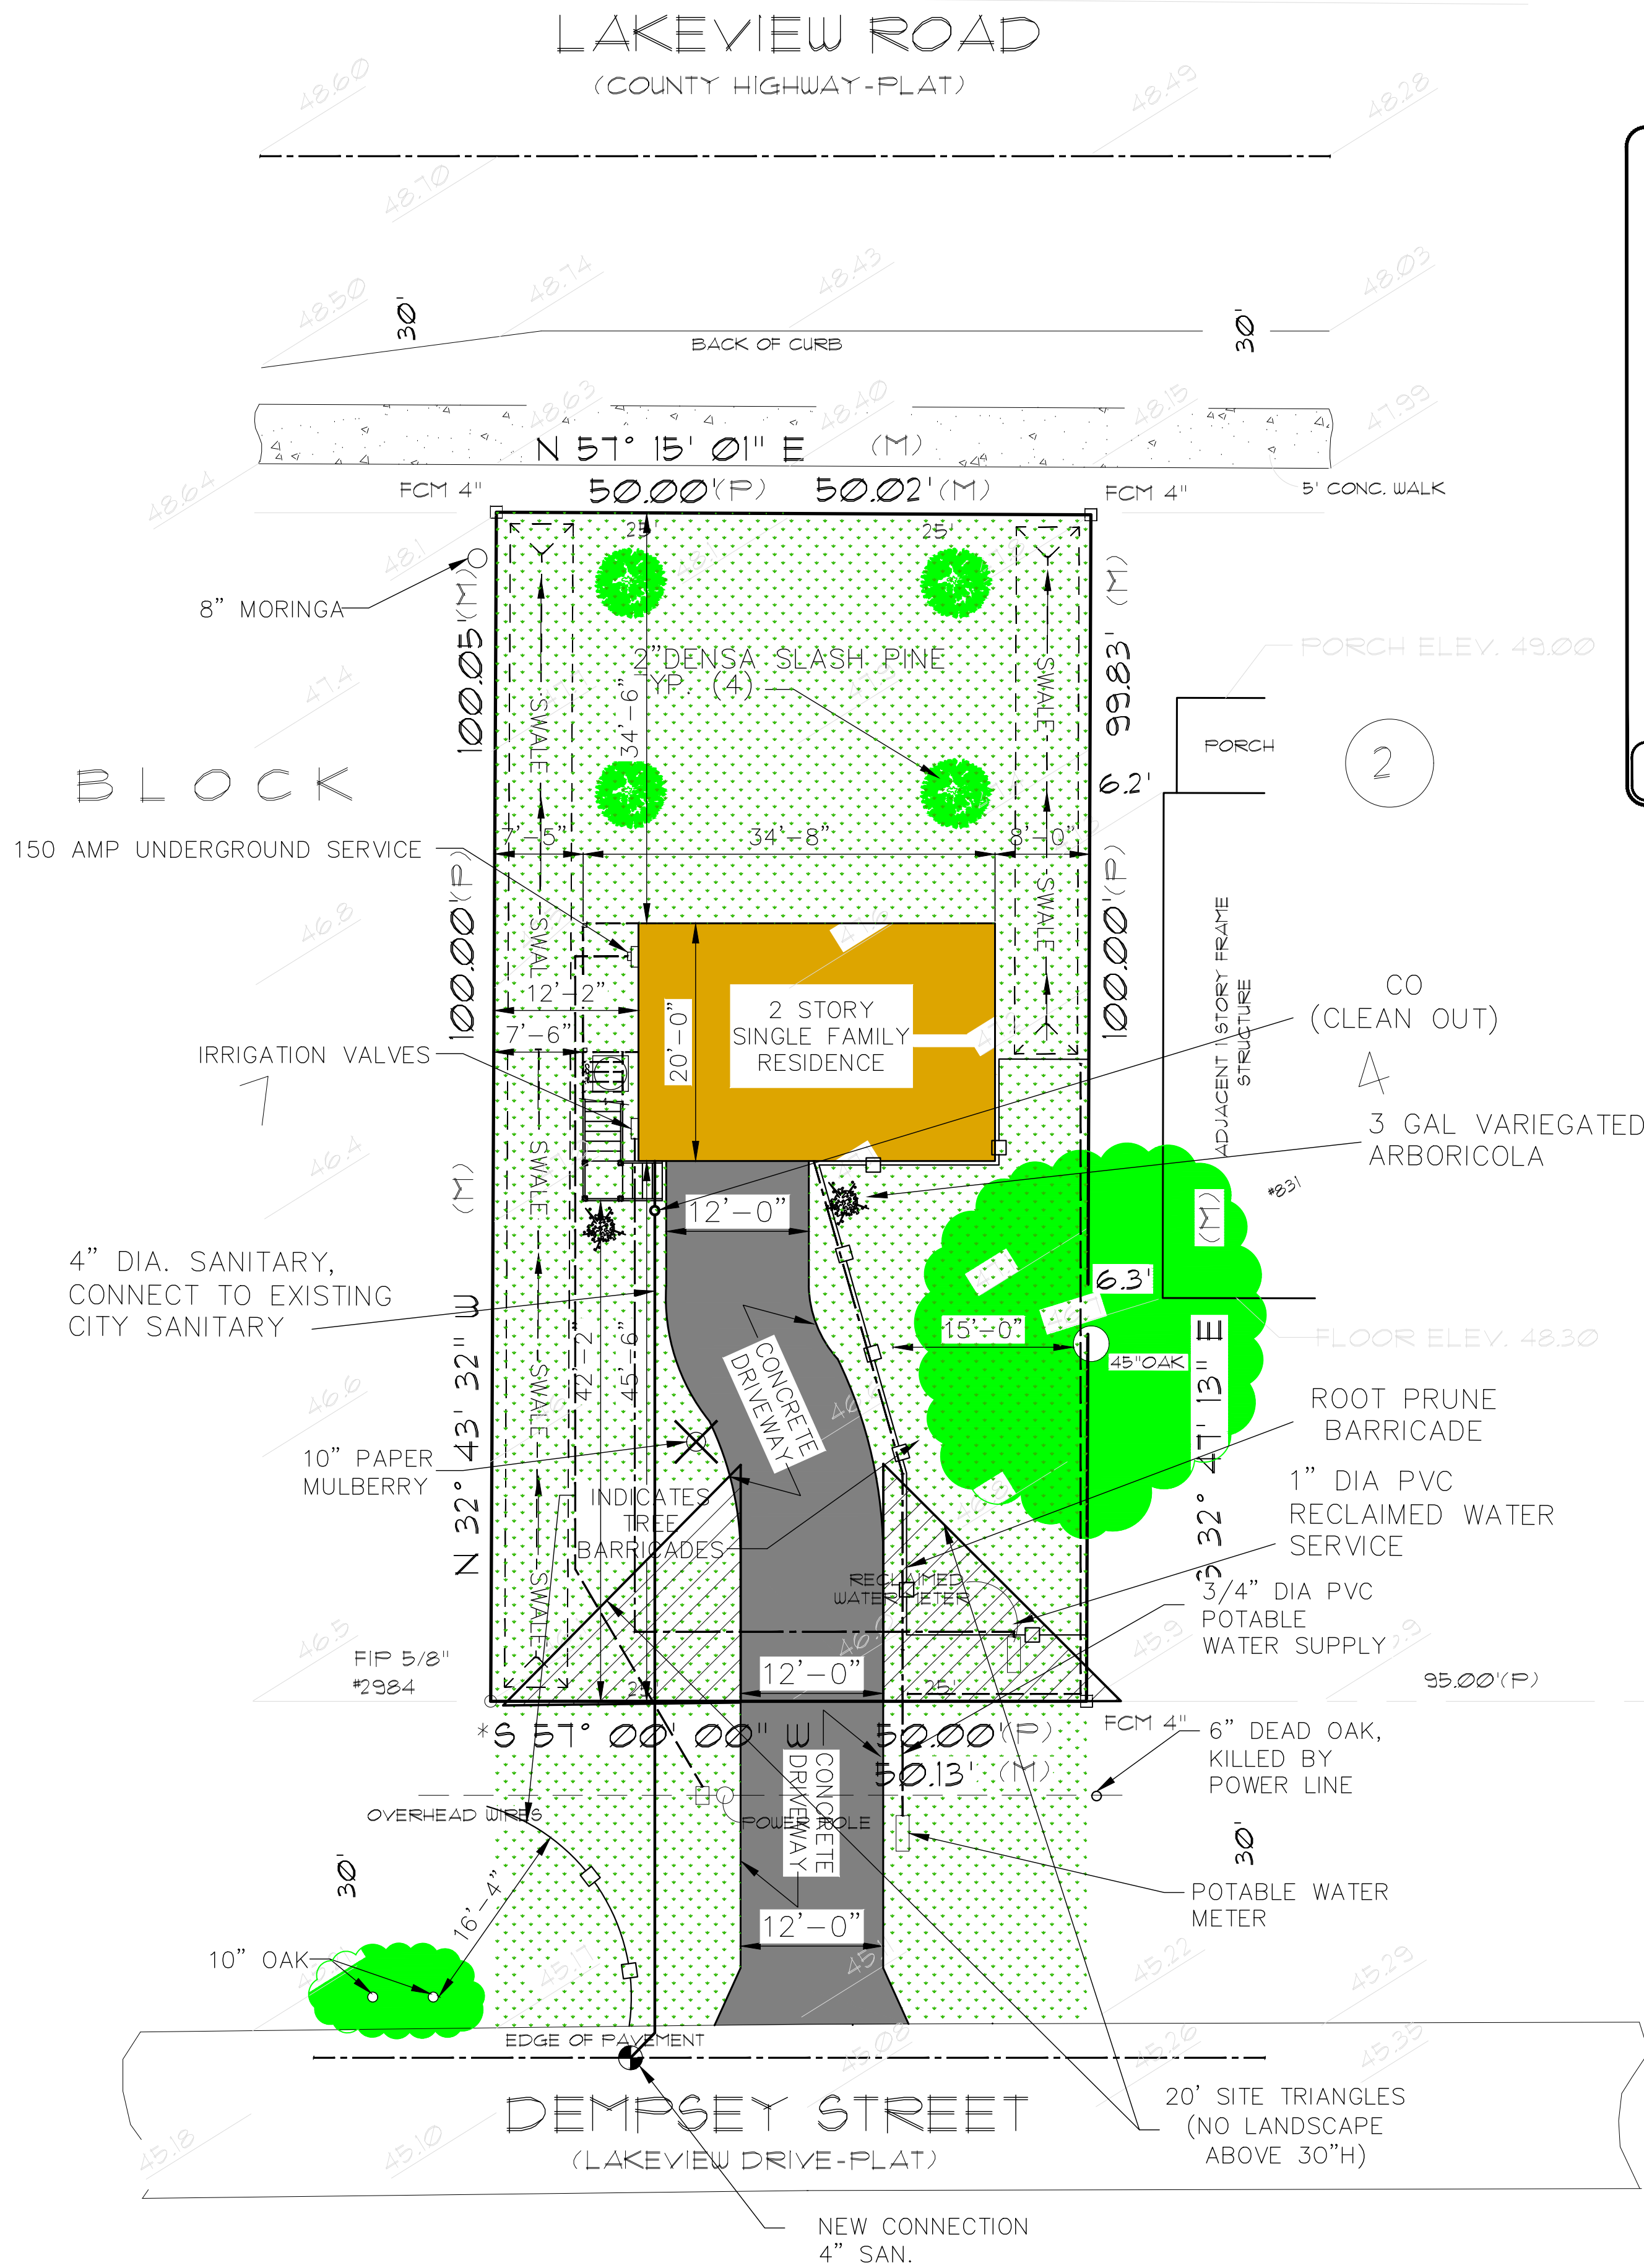 LAKEVIEW ROAD
(COUNTY HIGHWAY-PLAT)
48.60
48.49
48.28
48.70
48.50
30'
48.74
48.43
30'
48.03
BACK OF CURB
48.63
48.40
48.15
47.99
N 57° 15' 01" E (M)
48.64
FCM 4"
50.00'(P)
50.02'(M)
FCM 4"
5' CONC. WALK
25'
25'
48.1
8" MORINGA
100.05'(M)
99.83' (M)
2"DENSA SLASH PINE
TYP. (4)
34'-6"
SWALE
SWALE
PORCH ELEV. 49.00
47.4
PORCH
2
BLOCK
6.2'
7'-5"
34'-8"
8'-0"
150 AMP UNDERGROUND SERVICE
100.00'(P)
100.00'(P)
46.8
SWAL
SWALE
ADJACENT 1 STORY FRAME
STRUCTURE
12'-2"
7'-6"
20'-0"
2 STORY
SINGLE FAMILY
RESIDENCE
CO
(CLEAN OUT)
IRRIGATION VALVES
7
4
3 GAL VARIEGATED
ARBORICOLA
46.4
(M)
SWALE
#831
12'-0"
(M)
4" DIA. SANITARY,
CONNECT TO EXISTING
CITY SANITARY
6.3'
15'-0"
45"OAK
FLOOR ELEV. 48.30
N 32° 43' 32" W
42'-2"
45'-6"
SWALE
CONCRETE
DRIVEWAY
46.6
47' 13" E
ROOT PRUNE
BARRICADE
10" PAPER
MULBERRY
INDICATES
TREE
BARRICADES
1" DIA PVC
RECLAIMED WATER
SERVICE
32°
RECLAIMED
WATER METER
SWALE
3/4" DIA PVC
POTABLE
WATER SUPPLY
46.5
45.9
FIP 5/8"
#2984
12'-0"
25'
25'
95.00'(P)
*S 57° 00' 00" W
50.00'(P)
50.13' (M)
FCM 4"
6" DEAD OAK,
KILLED BY
POWER LINE
CONCRETE
DRIVEWAY
OVERHEAD WIRES
POWER POLE
30'
30'
16'-4"
POTABLE WATER
METER
12'-0"
10" OAK
45.17
45.22
45.29
EDGE OF PAVEMENT
45.08
45.26
45.35
DEMPSEY STREET
(LAKEVIEW DRIVE-PLAT)
45.18
45.10
20' SITE TRIANGLES
(NO LANDSCAPE
ABOVE 30"H)
NEW CONNECTION
4" SAN.